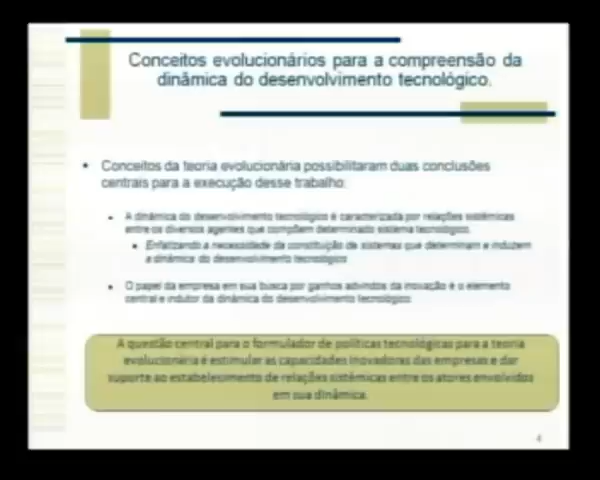 Conceitos evolucionários para a compreensão da
dinâmica do desenvolvimento tecnológico.
• Conceitos da teoria evolucionária possibilitaram duas conclusões
centrais para a execução desse trabalho:
• A dinâmica do desenvolvimento tecnológico é caracterizada por relações sistêmicas
entre os diversos agentes que compõem determinado sistema tecnológico.
• Enfatizando a necessidade da constituição de sistemas que determinam e induzem
a dinâmica do desenvolvimento tecnológico
• O papel da empresa em sua busca por ganhos advindos da inovação é o elemento
central e indutor da dinâmica do desenvolvimento tecnológico
A questão central para o formulador de políticas tecnológicas para a teoria
evolucionária é estimular as capacidades inovadoras das empresas e dar
suporte ao estabelecimento de relações sistêmicas entre os atores envolvidos
em sua dinâmica.
4